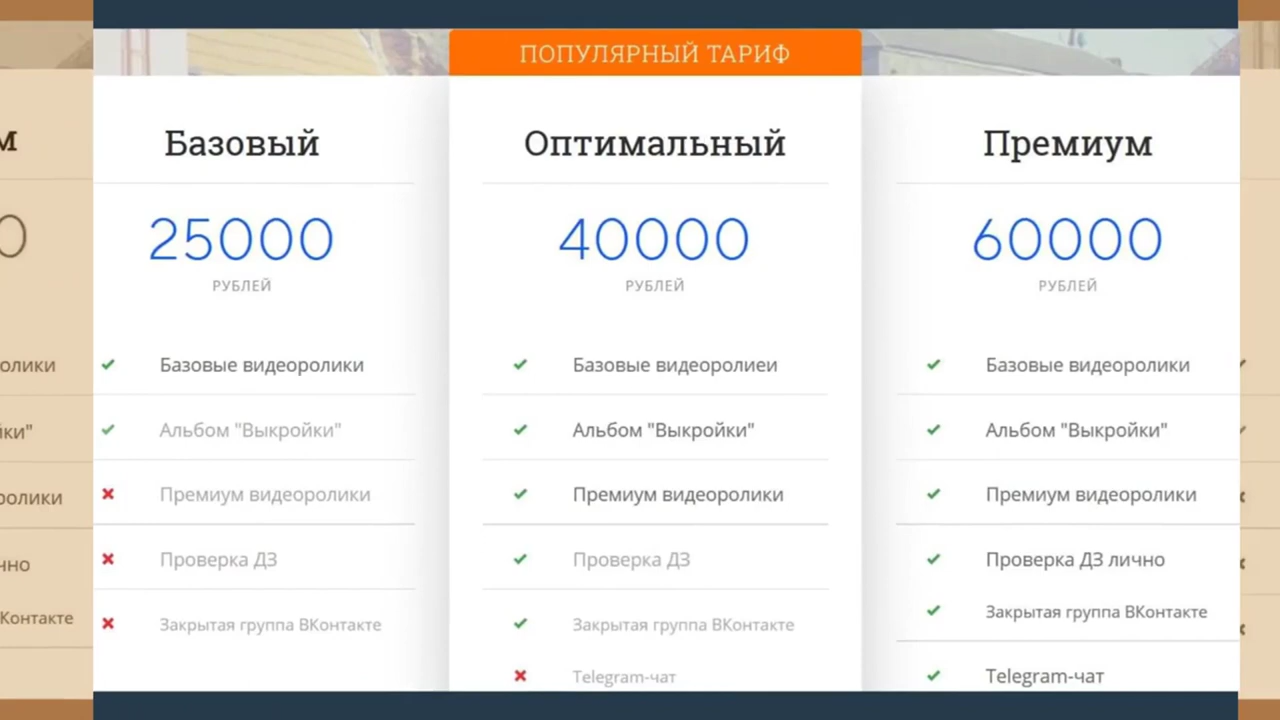 ПОПУЛЯРНЫЙ ТАРИФ
Базовый
25000
РУБЛЕЙ
Базовые видеоролики
Альбом "Выкройки"
Премиум видеоролики
Проверка ДЗ
Закрытая группа ВКонтакте
Оптимальный
40000
РУБЛЕЙ
Базовые видеоролиеи
Альбом "Выкройки"
Премиум видеоролики
Проверка ДЗ
Закрытая группа ВКонтакте
Telegram-чат
Премиум
60000
РУБЛЕЙ
Базовые видеоролики
Альбом "Выкройки"
Премиум видеоролики
Проверка ДЗ лично
Закрытая группа ВКонтакте
Telegram-чат